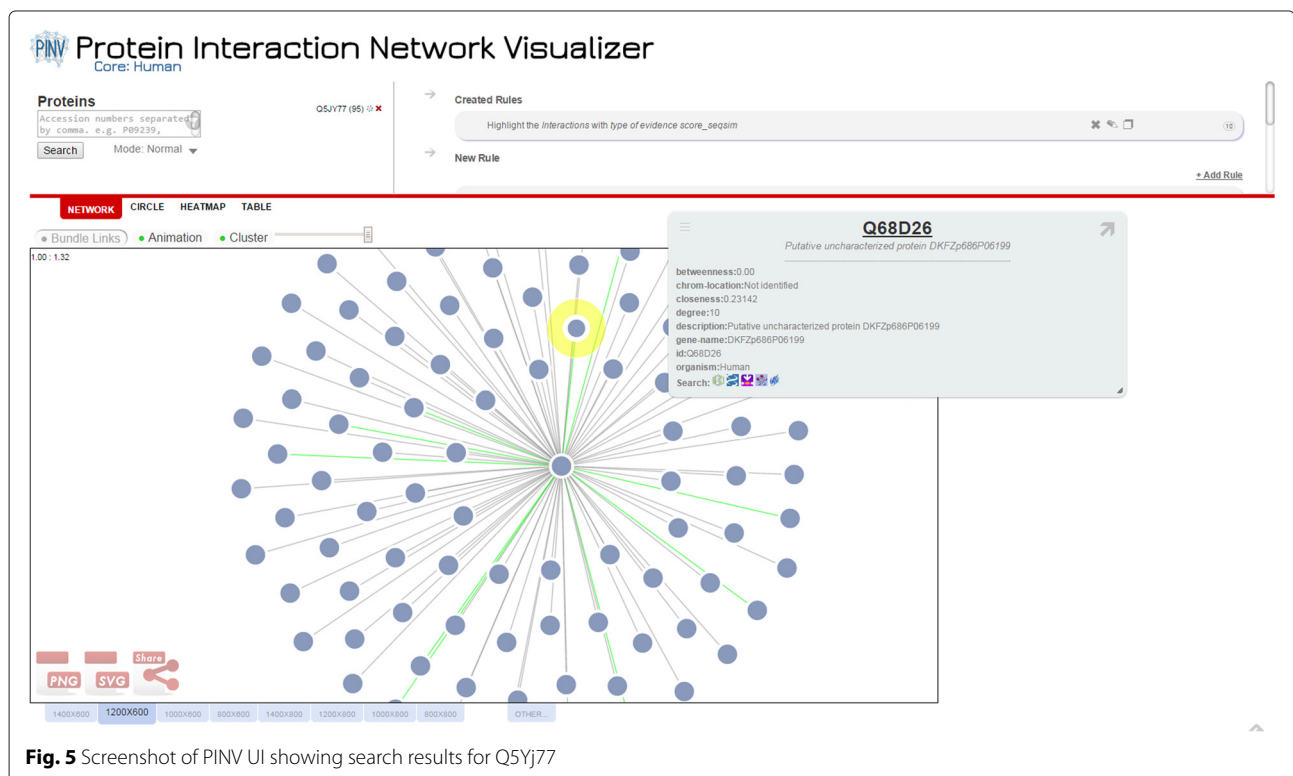 PINV Protein Interaction Network Visualizer
Core: Human
Proteins
Accession numbers separated
by comma. e.g. P09239,
Search Mode: Normal
Q5JY77 (95)
Created Rules
Highlight the Interactions with type of evidence score_seqsim
10
New Rule
+ Add Rule
NETWORK CIRCLE HEATMAP TABLE
Bundle Links Animation Cluster
1.00 : 1.32
Q68D26
Putative uncharacterized protein DKFZp686P06199
betweenness:0.00
chrom-location:Not identified
closeness:0.23142
degree:10
description:Putative uncharacterized protein DKFZp686P06199
gene-name:DKFZp686P06199
id:Q68D26
organism:Human
Search:
PNG SVG Share
1400X600 1200X600 1000X600 800X600 1400X800 1200X800 1000X800 800X800 OTHER...
Fig. 5 Screenshot of PINV UI showing search results for Q5Yj77